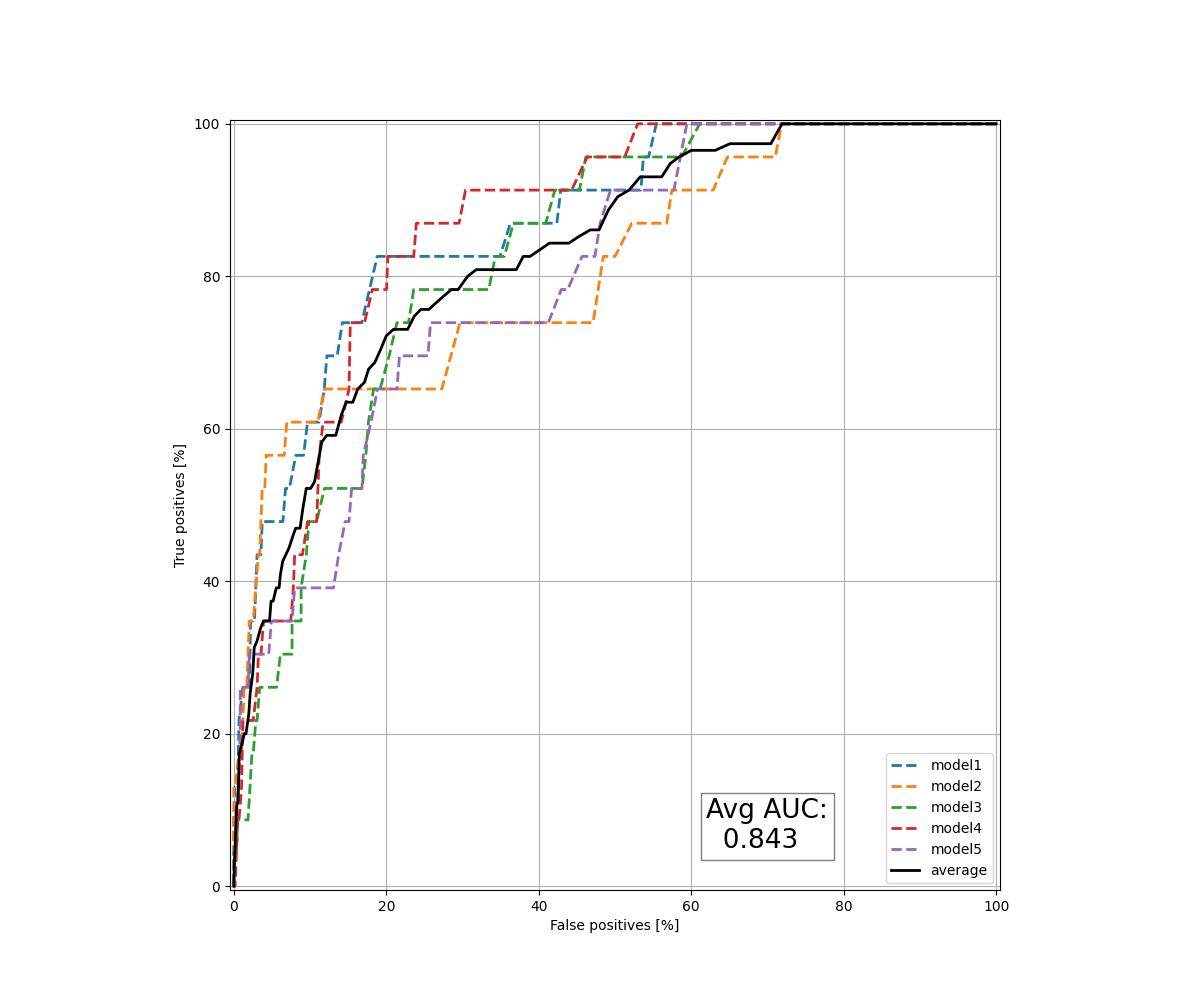 100
80
60
40
20
0
True positives [%]
0 20 40 60 80 100
False positives [%]
Avg AUC:
0.843
model1
model2
model3
model4
model5
average